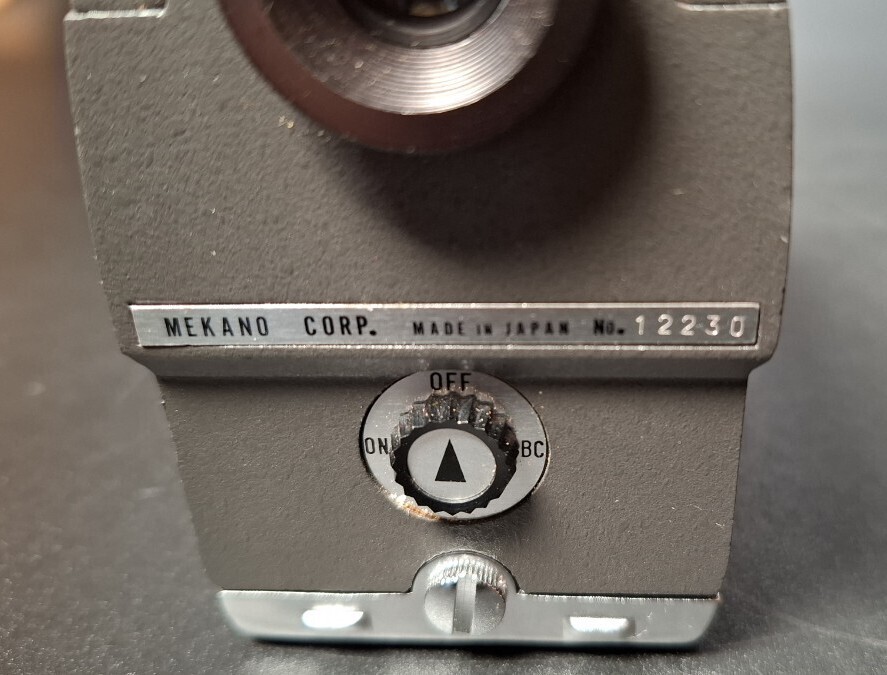 MEKANO CORP. MADE IN JAPAN No. 12230
OFF
ON BC